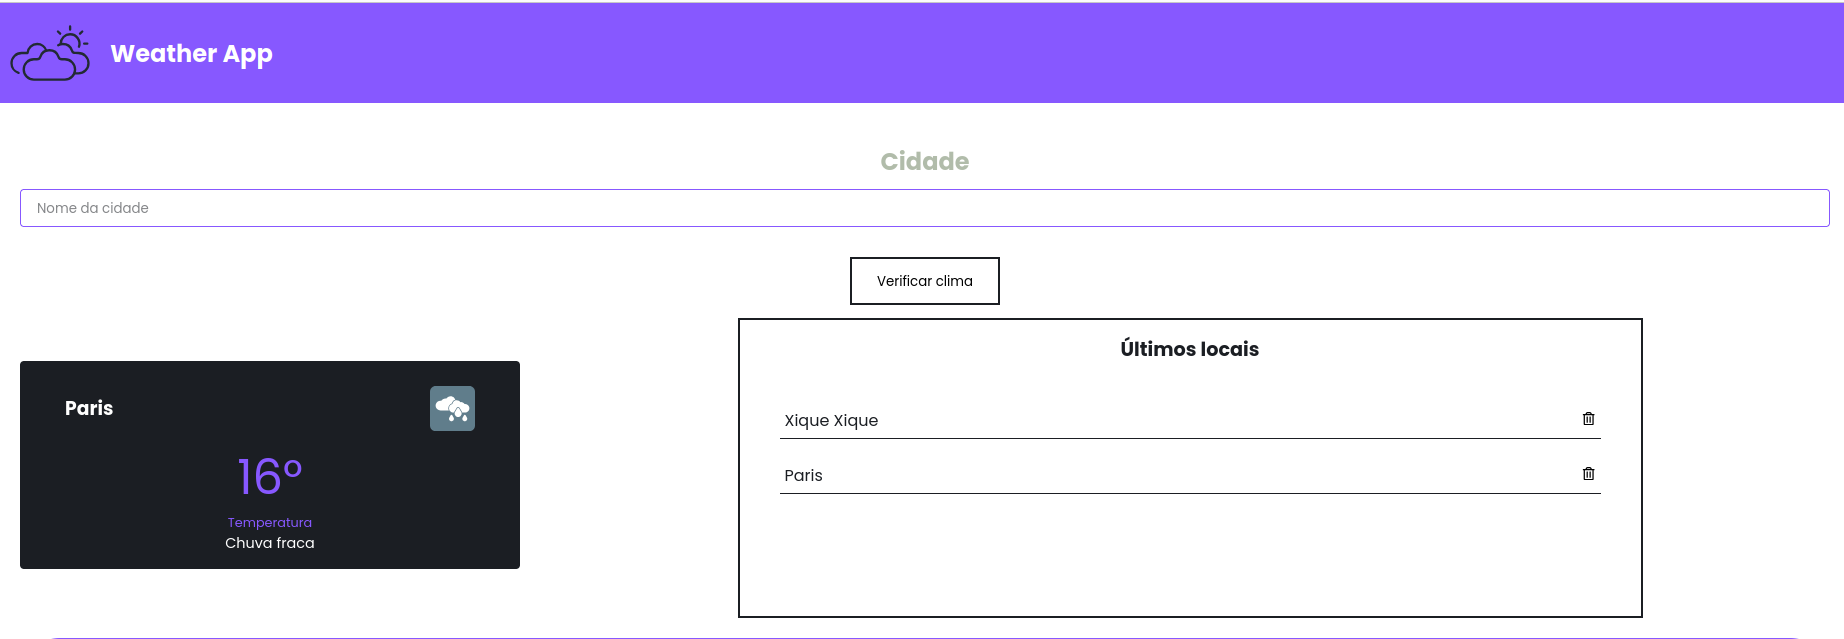 Weather App
Cidade
Nome da cidade
Verificar clima
Paris
16°
Temperatura
Chuva fraca
Últimos locais
Xique Xique
Paris